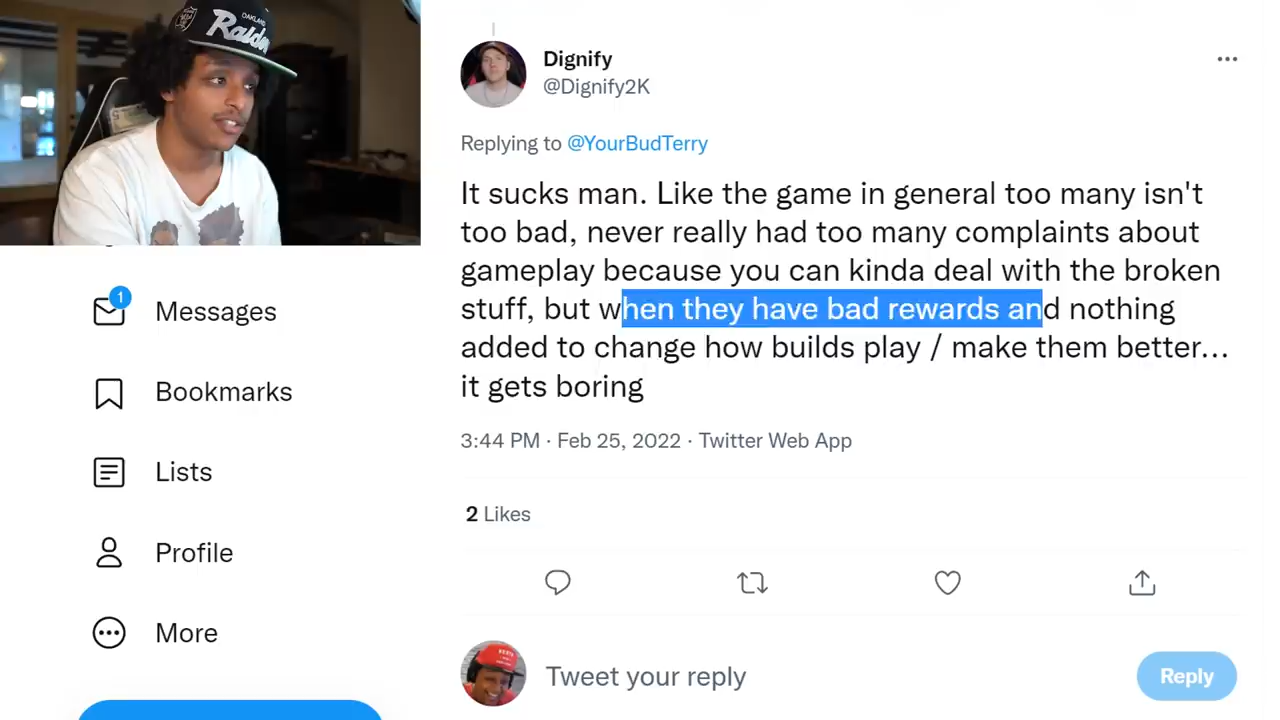 OAKLAND
Raiders
Dignify
@Dignify2K
Replying to @YourBudTerry
It sucks man. Like the game in general too many isn't
too bad, never really had too many complaints about
gameplay because you can kinda deal with the broken
stuff, but when they have bad rewards and nothing
added to change how builds play / make them better...
it gets boring
3:44 PM · Feb 25, 2022 · Twitter Web App
2 Likes
1
Messages
Bookmarks
Lists
Profile
More
Tweet your reply
Reply